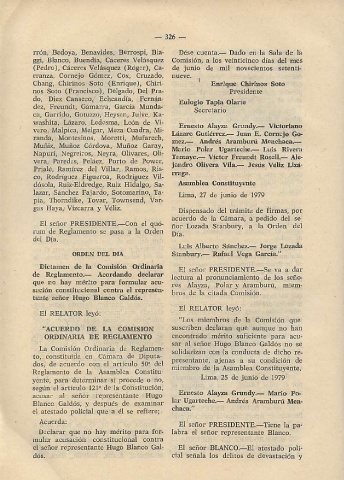 — 326 —
rrón, Bedoya, Benavides, Berrospi, Bia-
ggi, Blanco, Buendía, Cáceres Velásquez
(Pedro), Cáceres Velásquez (Róger), Ca-
rranza, Cornejo Gómez, Cox, Cruzado,
Chang, Chirinos Soto (Enrique), Chiri-
nos Soto (Francisco), Delgado, Del Pra-
do, Díez Canseco, Echeandía, Fernán-
dez, Freundt, Gamarra, García Munda-
ca, Garrido, Gotuzzo, Heysen, Juise, Ka-
washita, Lázaro, Ledesma, León de Vi-
vero, Malpica, Melgar, Meza Cuadra, Mi-
randa, Montesinos, Moretti, Mufarech,
Muñiz, Muñoz Córdova, Muñoz Garay,
Napurí, Negreiros, Neyra, Olivares, Oli-
vera, Paredes, Peláez, Porto de Power,
Prialé, Ramírez del Villar, Ramos, Ris-
co, Rodríguez Figueroa, Rodríguez Vil-
dósola, Ruiz-Eldredge, Ruiz Hidalgo, Sa-
lazar, Sánchez Fajardo, Sotomarino, Ta-
pia, Thorndike, Tovar, Townsend, Var-
gas Haya, Vizcarra y Véliz.
El señor PRESIDENTE.—Con el quó-
rum de Reglamento se pasa a la Orden
del Día.
ORDEN DEL DIA
Dictamen de la Comisión Ordinaria
de Reglamento.— Acordando declarar
que no hay mérito para formular acu-
sación constitucional contra el represen-
tante señor Hugo Blanco Galdós.
El RELATOR leyó:
"ACUERDO DE LA COMISION
ORDINARIA DE REGLAMENTO
La Comisión Ordinaria de Reglamen-
to, constituida en Cámara de Diputa-
dos, de acuerdo con el artículo 50º del
Reglamento de la Asamblea Constitu-
yente, para determinar si procede o no,
según el artículo 121º de la Constitución,
acusar al señor representante Hugo
Blanco Galdós, y después de examinar
el atestado policial que a él se refiere;
Acuerda:
Declarar que no hay mérito para for-
mular acusación constitucional contra
el señor representante Hugo Blanco Gal-
dós.
Dése cuenta.— Dado en la Sala de la
Comisión, a los veinticinco días del mes
de junio de mil novecientos setenti-
nueve.
Enrique Chirinos Soto
Presidente
Eulogio Tapia Olarte
Secretario
Ernesto Alayza Grundy.— Victoriano
Lázaro Gutiérrez.— Juan E. Cornejo Go-
mez.— Andrés Aramburú Menchaca.—
Mario Polar Ugarteche.— Luis Rivera
Tamayo.— Víctor Freundt Rosell.— Ale-
jandro Olivera Vila.— Jesús Véliz Lizá-
rraga.
Asamblea Constituyente
Lima, 27 de junio de 1979
Dispensado del trámite de firmas, por
acuerdo de la Cámara, a pedido del se-
ñor Lozada Stanbury, a la Orden del
Día.
Luis Alberto Sánchez.— Jorge Lozada
Stanbury.— Rafael Vega García."
El señor PRESIDENTE.—Se va a dar
lectura al pronunciamiento de los seño-
res Alayza, Polar y Aramburú, miem-
bros de la citada Comisión.
El RELATOR leyó:
"Los miembros de la Comisión que
suscriben declaran que aunque no han
encontrado mérito suficiente para acu-
sar al señor Hugo Blanco Galdós no se
solidarizan con la conducta de dicho re-
presentante, ajenas a su condición de
miembro de la Asamblea Constituyente.
Lima, 25 de junio de 1979
Ernesto Alayza Grundy.— Mario Po-
lar Ugarteche.— Andrés Aramburú Men-
chaca."
El señor PRESIDENTE.—Tiene la pa-
labra el señor representante Blanco.
El señor BLANCO.—El atestado poli-
cial señala los delitos de devastación y